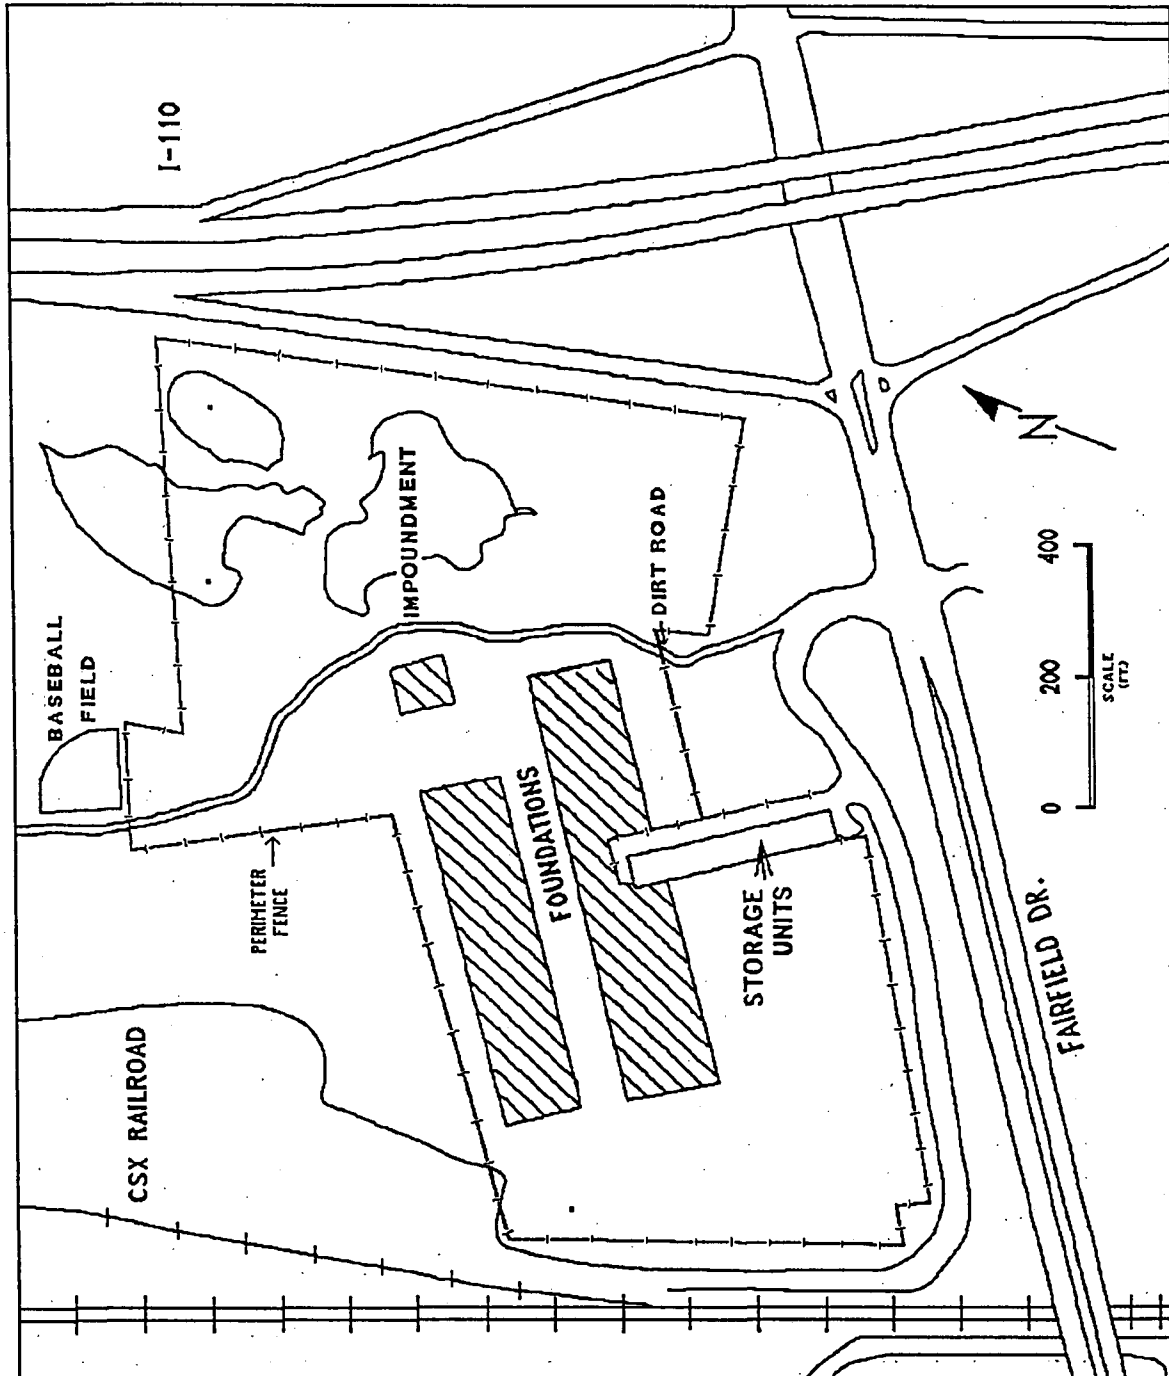 I-110
BASEBALL
FIELD
IMPOUNDMENT
DIRT ROAD
N
PERIMETER
FENCE
FOUNDATIONS
STORAGE
UNITS
CSX RAILROAD
FAIRFIELD DR.
0 200 400
SCALE
(FT)